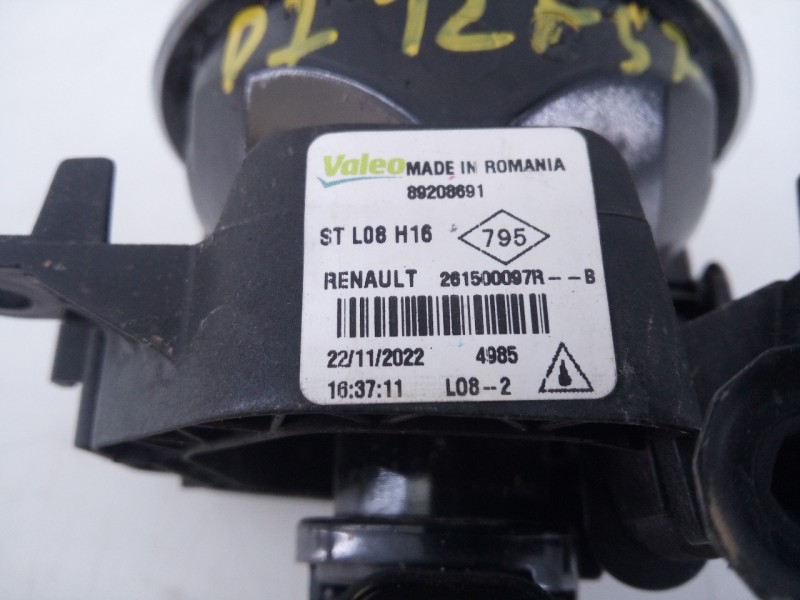 Valeo MADE IN ROMANIA
89208691
ST L08 H16 795
RENAULT 261500097R--B
22/11/2022 4985
16:37:11 L08--2